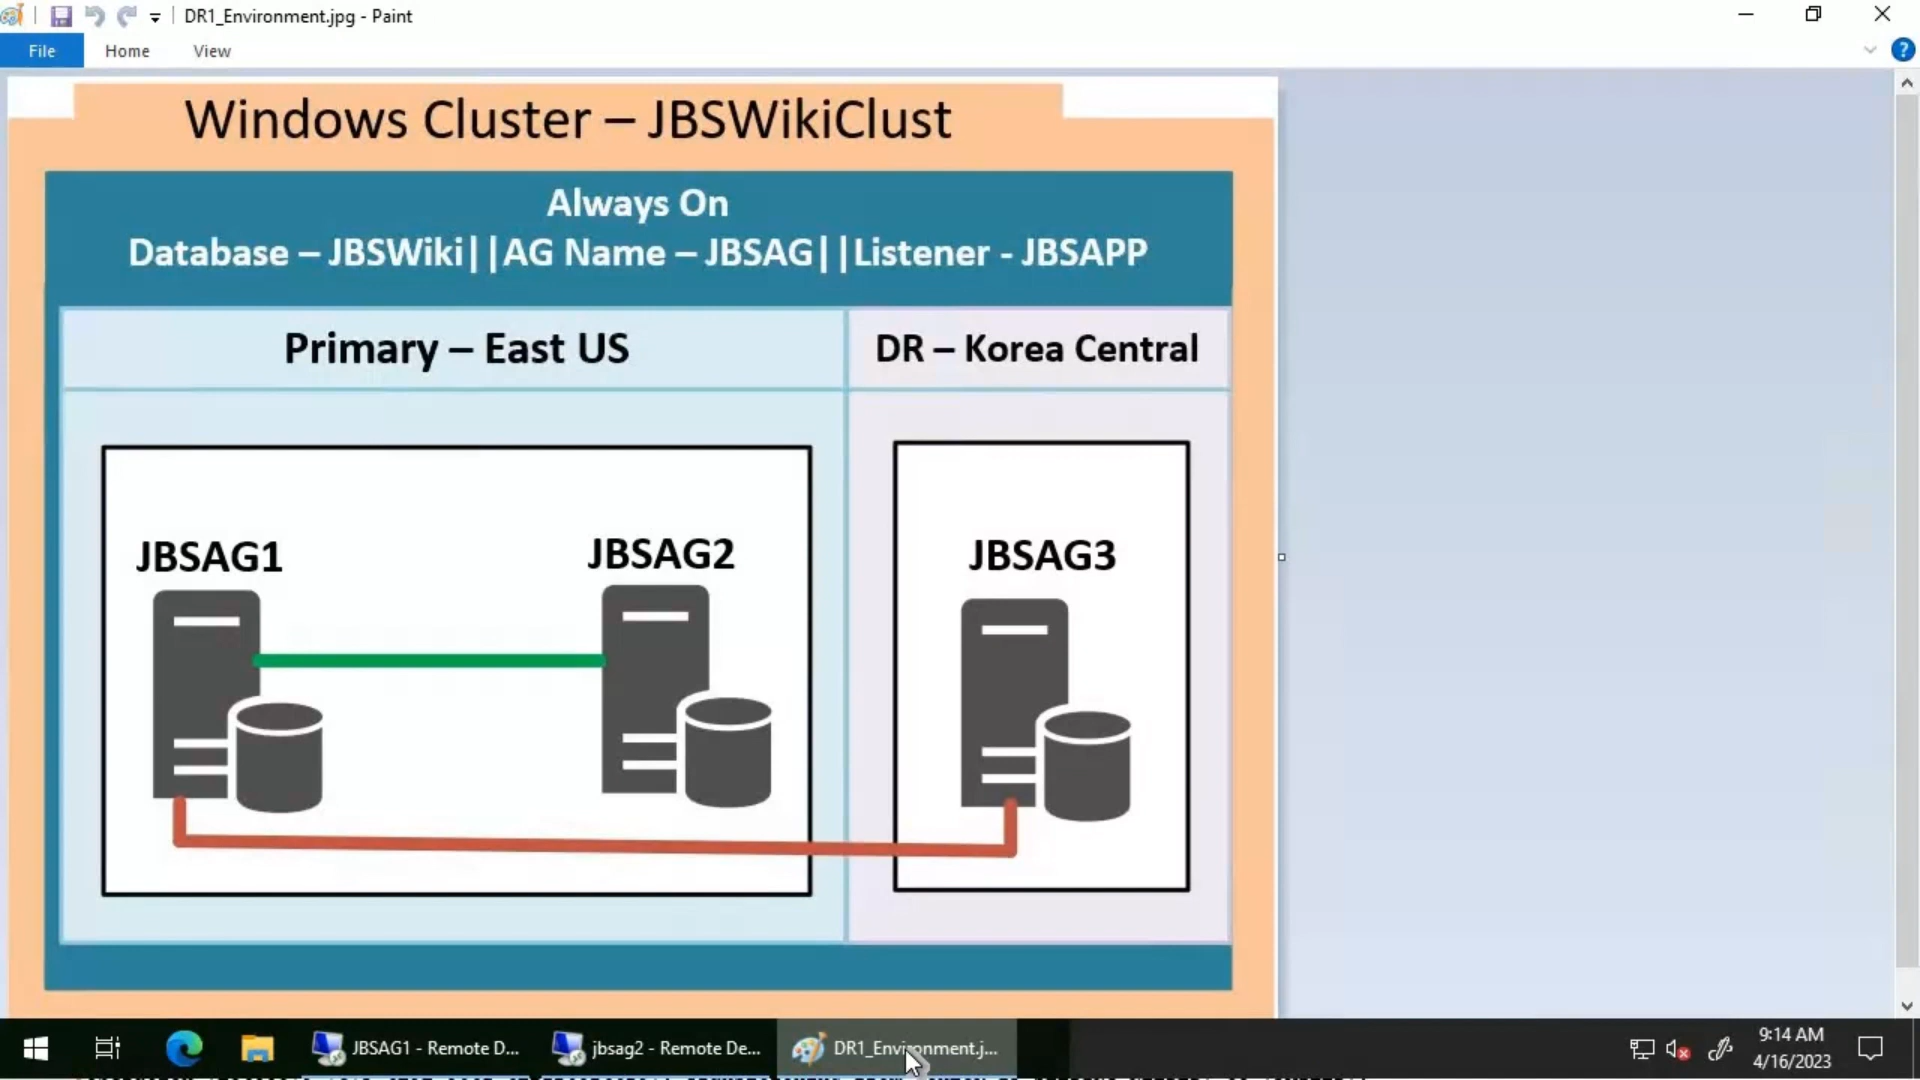 DR1_Environment.jpg - Paint
File Home View
Windows Cluster – JBSWikiClust
Always On
Database – JBSWiki||AG Name – JBSAG||Listener - JBSAPP
Primary – East US
DR – Korea Central
JBSAG1
JBSAG2
JBSAG3
JBSAG1 - Remote D...
jbsag2 - Remote De...
DR1_Environment.j...
9:14 AM
4/16/2023